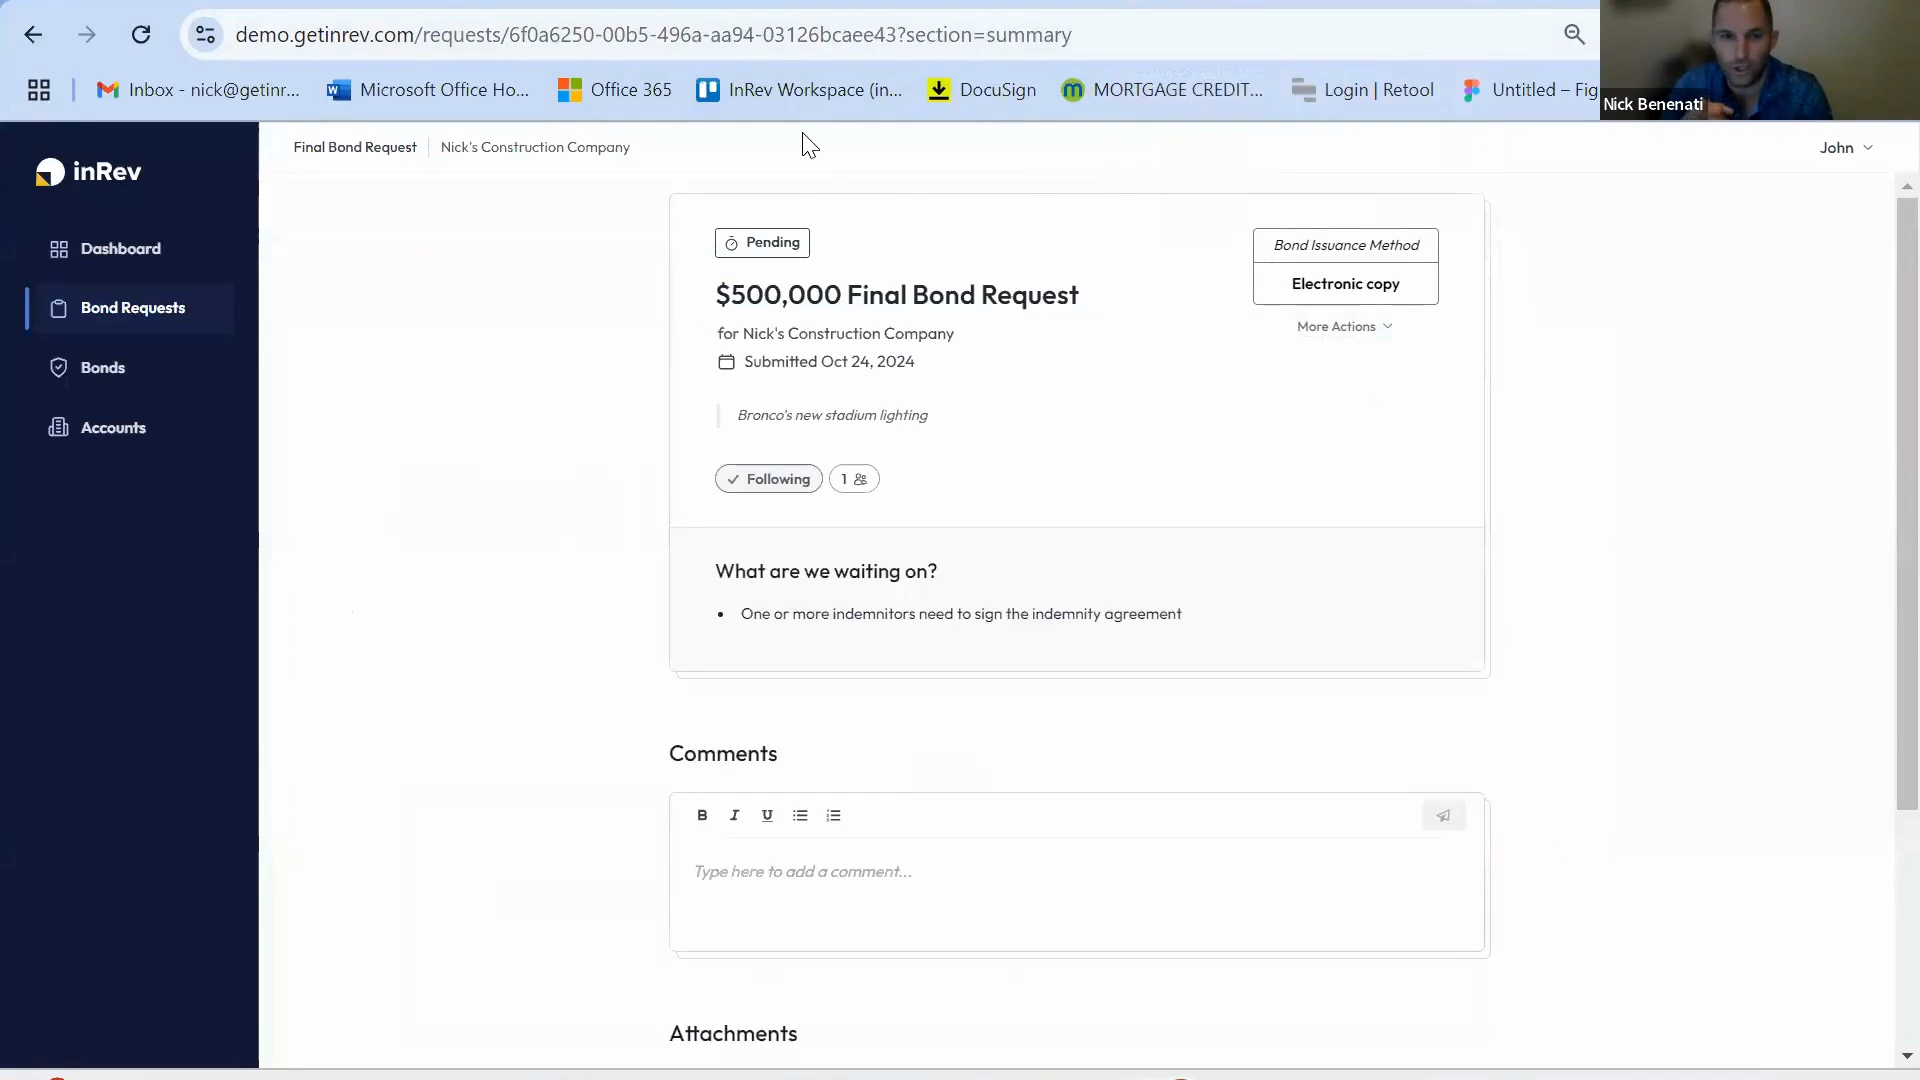 demo.getinrev.com/requests/6f0a6250-00b5-496a-aa94-03126bcaee43?section=summary
Inbox - nick@getinr...
Microsoft Office Ho...
Office 365
InRev Workspace (in...
DocuSign
MORTGAGE CREDIT...
Login | Retool
Untitled – Fig
Nick Benenati
inRev
Final Bond Request
Nick's Construction Company
John
Dashboard
Bond Requests
Bonds
Accounts
Pending
Bond Issuance Method
Electronic copy
More Actions
$500,000 Final Bond Request
for Nick's Construction Company
Submitted Oct 24, 2024
Bronco's new stadium lighting
Following
1
What are we waiting on?
• One or more indemnitors need to sign the indemnity agreement
Comments
B I U
Type here to add a comment...
Attachments